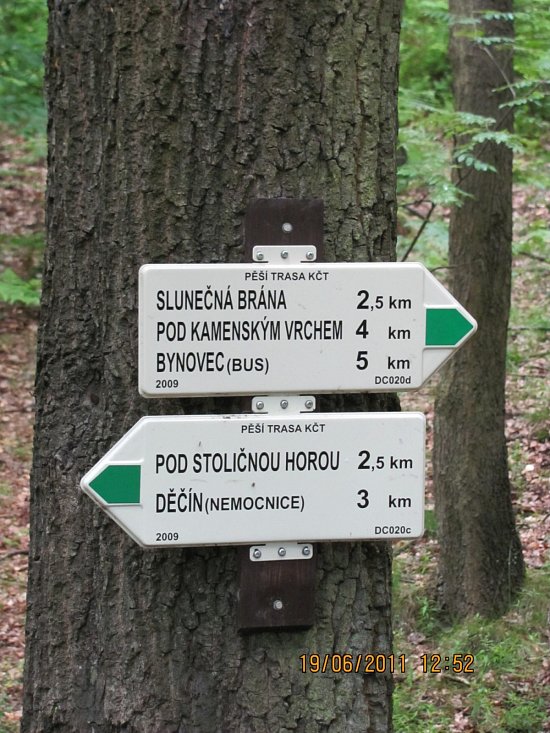 PĚŠÍ TRASA KČT
SLUNEČNÁ BRÁNA 2,5 km
POD KAMENSKÝM VRCHEM 4 km
BYNOVEC (BUS) 5 km
2009 DC020d
PĚŠÍ TRASA KČT
POD STOLIČNOU HOROU 2,5 km
DĚČÍN (NEMOCNICE) 3 km
2009 DC020c
19/06/2011 12:52